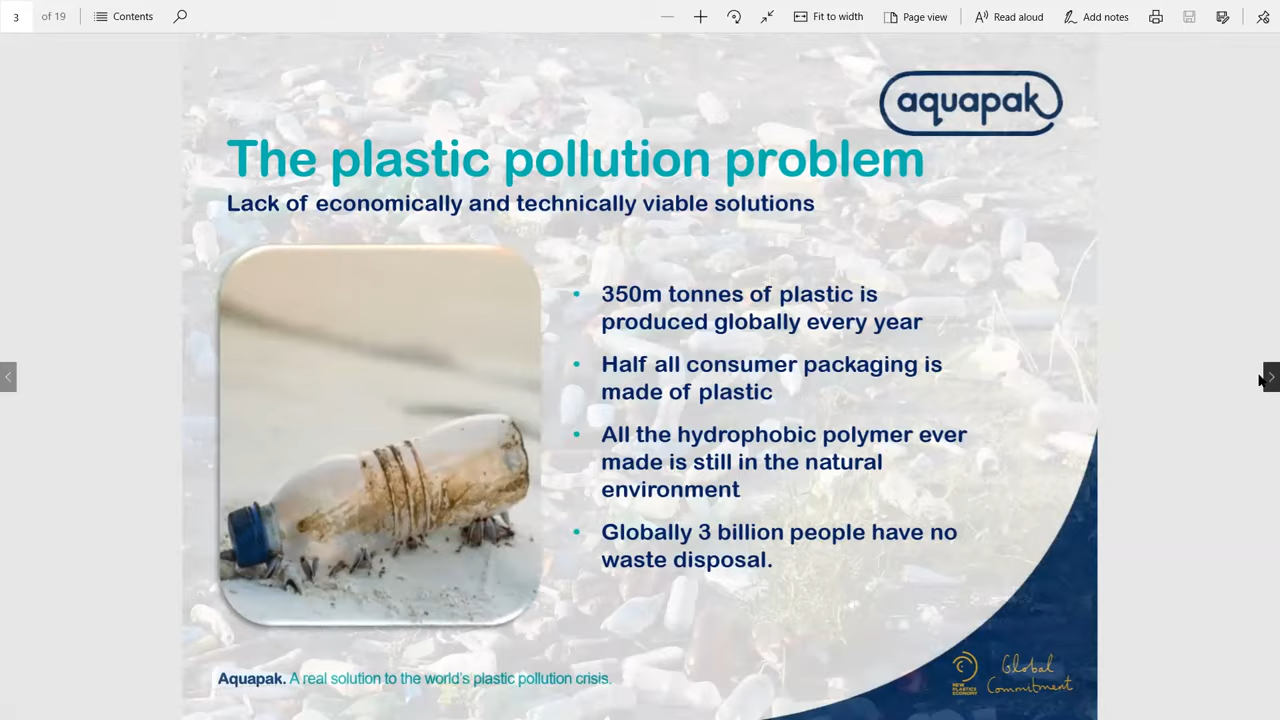 3 of 19 Contents Fit to width Page view Read aloud Add notes
aquapak
The plastic pollution problem
Lack of economically and technically viable solutions
• 350m tonnes of plastic is
produced globally every year
• Half all consumer packaging is
made of plastic
• All the hydrophobic polymer ever
made is still in the natural
environment
• Globally 3 billion people have no
waste disposal.
Aquapak. A real solution to the world's plastic pollution crisis.
NEW
PLASTICS
ECONOMY
Global
Commitment